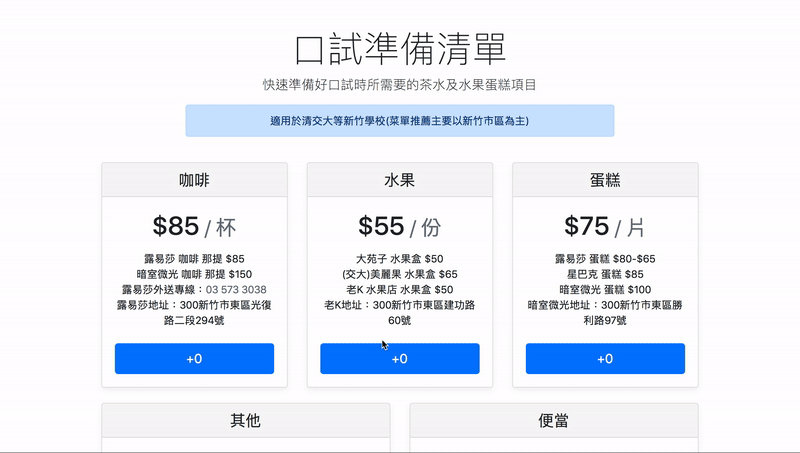 口試準備清單
快速準備好口試時所需要的茶水及水果蛋糕項目
適用於清交大等新竹學校(菜單推薦主要以新竹市區為主)
咖啡
$85 / 杯
露易莎 咖啡 那提 $85
暗室微光 咖啡 那提 $150
露易莎外送專線：03 573 3038
露易莎地址：300新竹市東區光復
路二段294號
+0
水果
$55 / 份
大苑子 水果盒 $50
(交大)美麗果 水果盒 $65
老K 水果店 水果盒 $50
老K地址：300新竹市東區建功路
60號
+0
蛋糕
$75 / 片
露易莎 蛋糕 $80-$65
星巴克 蛋糕 $85
暗室微光 蛋糕 $100
暗室微光地址：300新竹市東區勝
利路97號
+0
其他
便當